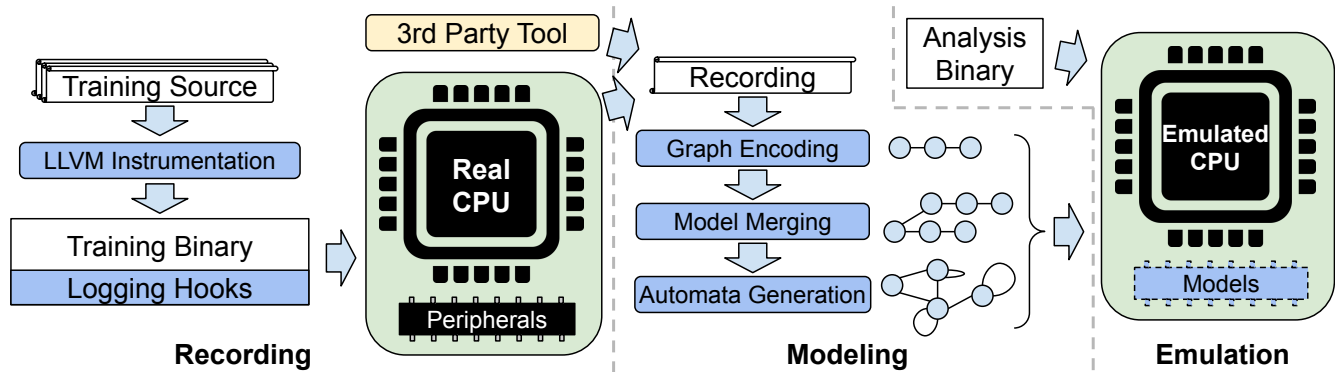 Training Source
LLVM Instrumentation
Training Binary
Logging Hooks
3rd Party Tool
Real
CPU
Peripherals
Recording
Recording
Graph Encoding
Model Merging
Automata Generation
Modeling
Analysis
Binary
Emulated
CPU
Models
Emulation